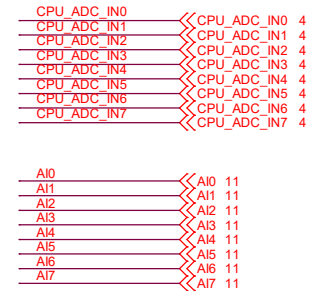 CPU_ADC_IN0 CPU_ADC_IN0 4
CPU_ADC_IN1 CPU_ADC_IN1 4
CPU_ADC_IN2 CPU_ADC_IN2 4
CPU_ADC_IN3 CPU_ADC_IN3 4
CPU_ADC_IN4 CPU_ADC_IN4 4
CPU_ADC_IN5 CPU_ADC_IN5 4
CPU_ADC_IN6 CPU_ADC_IN6 4
CPU_ADC_IN7 CPU_ADC_IN7 4
AI0 AI0 11
AI1 AI1 11
AI2 AI2 11
AI3 AI3 11
AI4 AI4 11
AI5 AI5 11
AI6 AI6 11
AI7 AI7 11